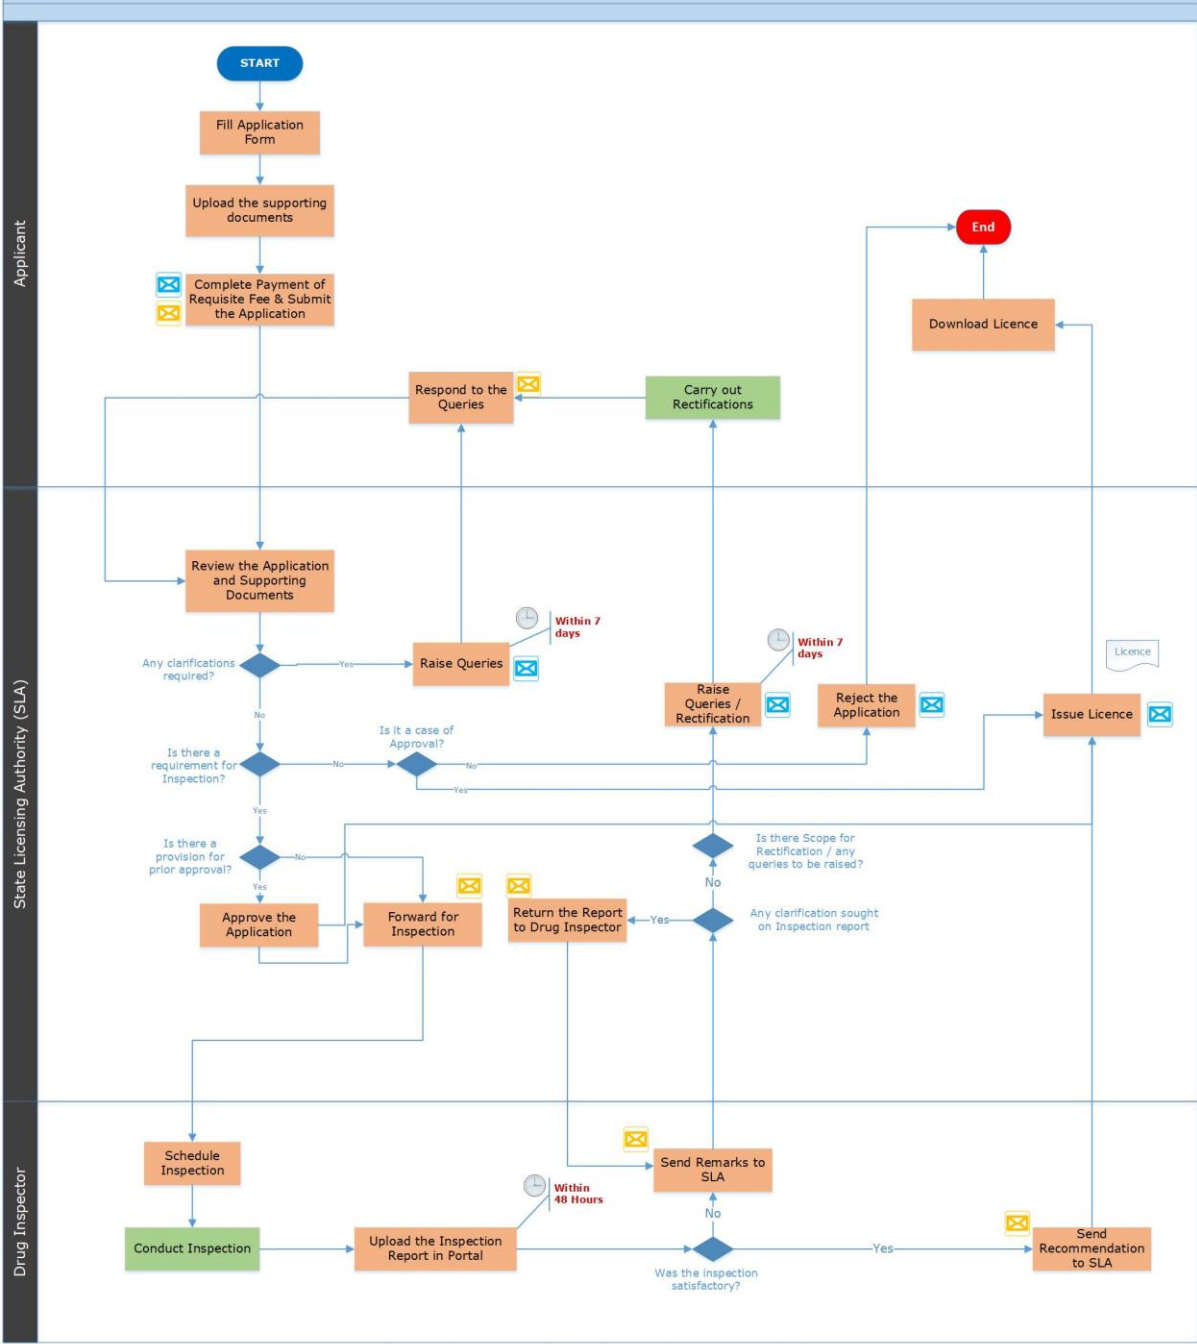 Applicant
START
Fill Application
Form
Upload the supporting
documents
Complete Payment of
Requisite Fee & Submit
the Application
End
Download Licence
Respond to the
Queries
Carry out
Rectifications
State Licensing Authority (SLA)
Review the Application
and Supporting
Documents
Any clarifications
required?
Yes
Raise Queries
Within 7
days
Raise
Queries /
Rectification
Within 7
days
Reject the
Application
Licence
Issue Licence
No
Is there a
requirement for
Inspection?
No
Is it a case of
Approval?
No
Yes
Yes
Is there a
provision for
prior approval?
No
Yes
Approve the
Application
Forward for
Inspection
Return the Report
to Drug Inspector
Yes
Any clarification sought
on Inspection report
No
Is there Scope for
Rectification / any
queries to be raised?
Drug Inspector
Schedule
Inspection
Conduct Inspection
Upload the Inspection
Report in Portal
Within
48 Hours
Send Remarks to
SLA
No
Was the inspection
satisfactory?
Yes
Send
Recommendation
to SLA